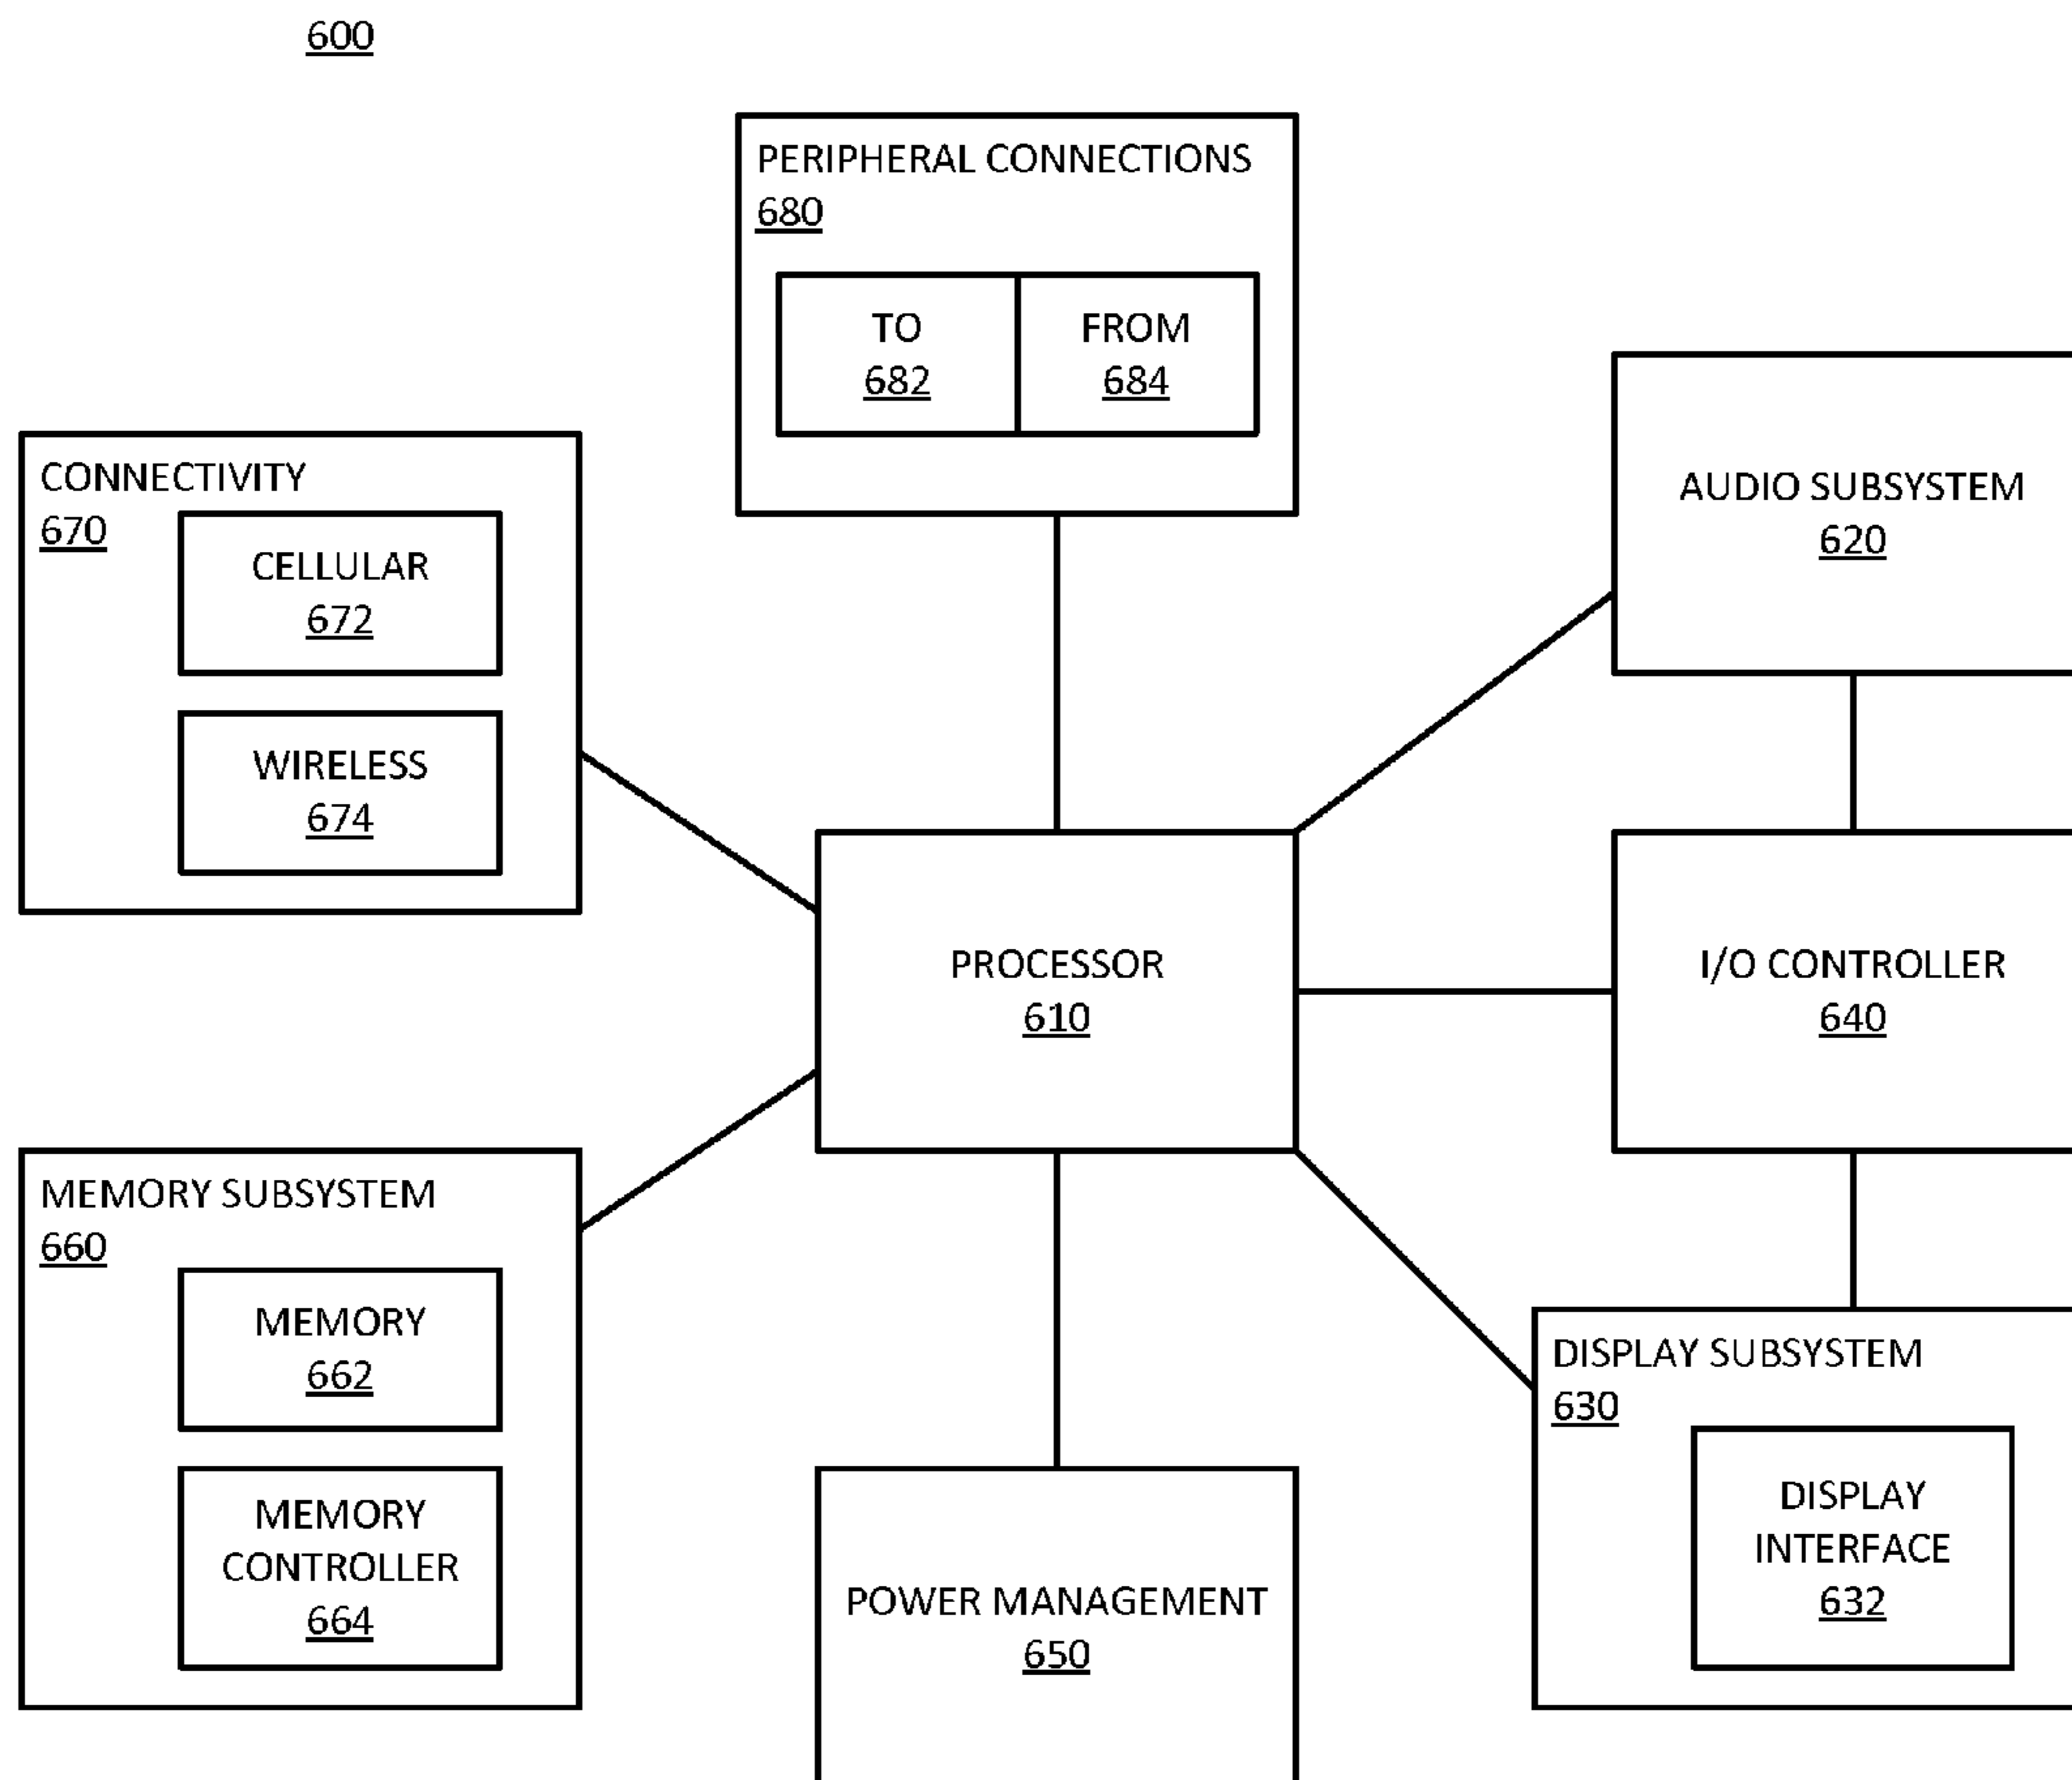 600
PERIPHERAL CONNECTIONS
680
TO
682
FROM
684
AUDIO SUBSYSTEM
620
CONNECTIVITY
670
CELLULAR
672
WIRELESS
674
PROCESSOR
610
I/O CONTROLLER
640
MEMORY SUBSYSTEM
660
MEMORY
662
MEMORY
CONTROLLER
664
POWER MANAGEMENT
650
DISPLAY SUBSYSTEM
630
DISPLAY
INTERFACE
632